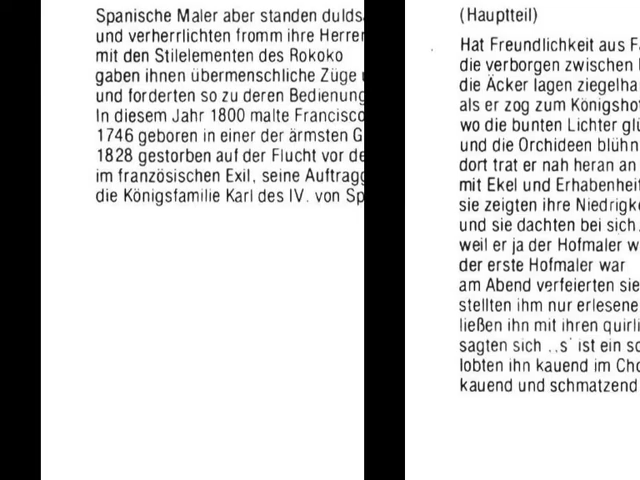 Spanische Maler aber standen dulds
und verherrlichten fromm ihre Herrer
mit den Stilelementen des Rokoko
gaben ihnen übermenschliche Züge
und forderten so zu deren Bedienung
In diesem Jahr 1800 malte Francisco
1746 geboren in einer der ärmsten G
1828 gestorben auf der Flucht vor de
im französischen Exil, seine Auftragg
die Königsfamilie Karl des IV. von Sp
(Hauptteil)
Hat Freundlichkeit aus F
die verborgen zwischen
die Äcker lagen ziegelha
als er zog zum Königsho
wo die bunten Lichter gl
und die Orchideen blühn
dort trat er nah heran an
mit Ekel und Erhabenheit
sie zeigten ihre Niedrigk
und sie dachten bei sich
weil er ja der Hofmaler w
der erste Hofmaler war
am Abend verfeierten sie
stellten ihm nur erlesene
ließen ihn mit ihren quirli
sagten sich ,,s' ist ein sc
lobten ihn kauend im Cho
kauend und schmatzend